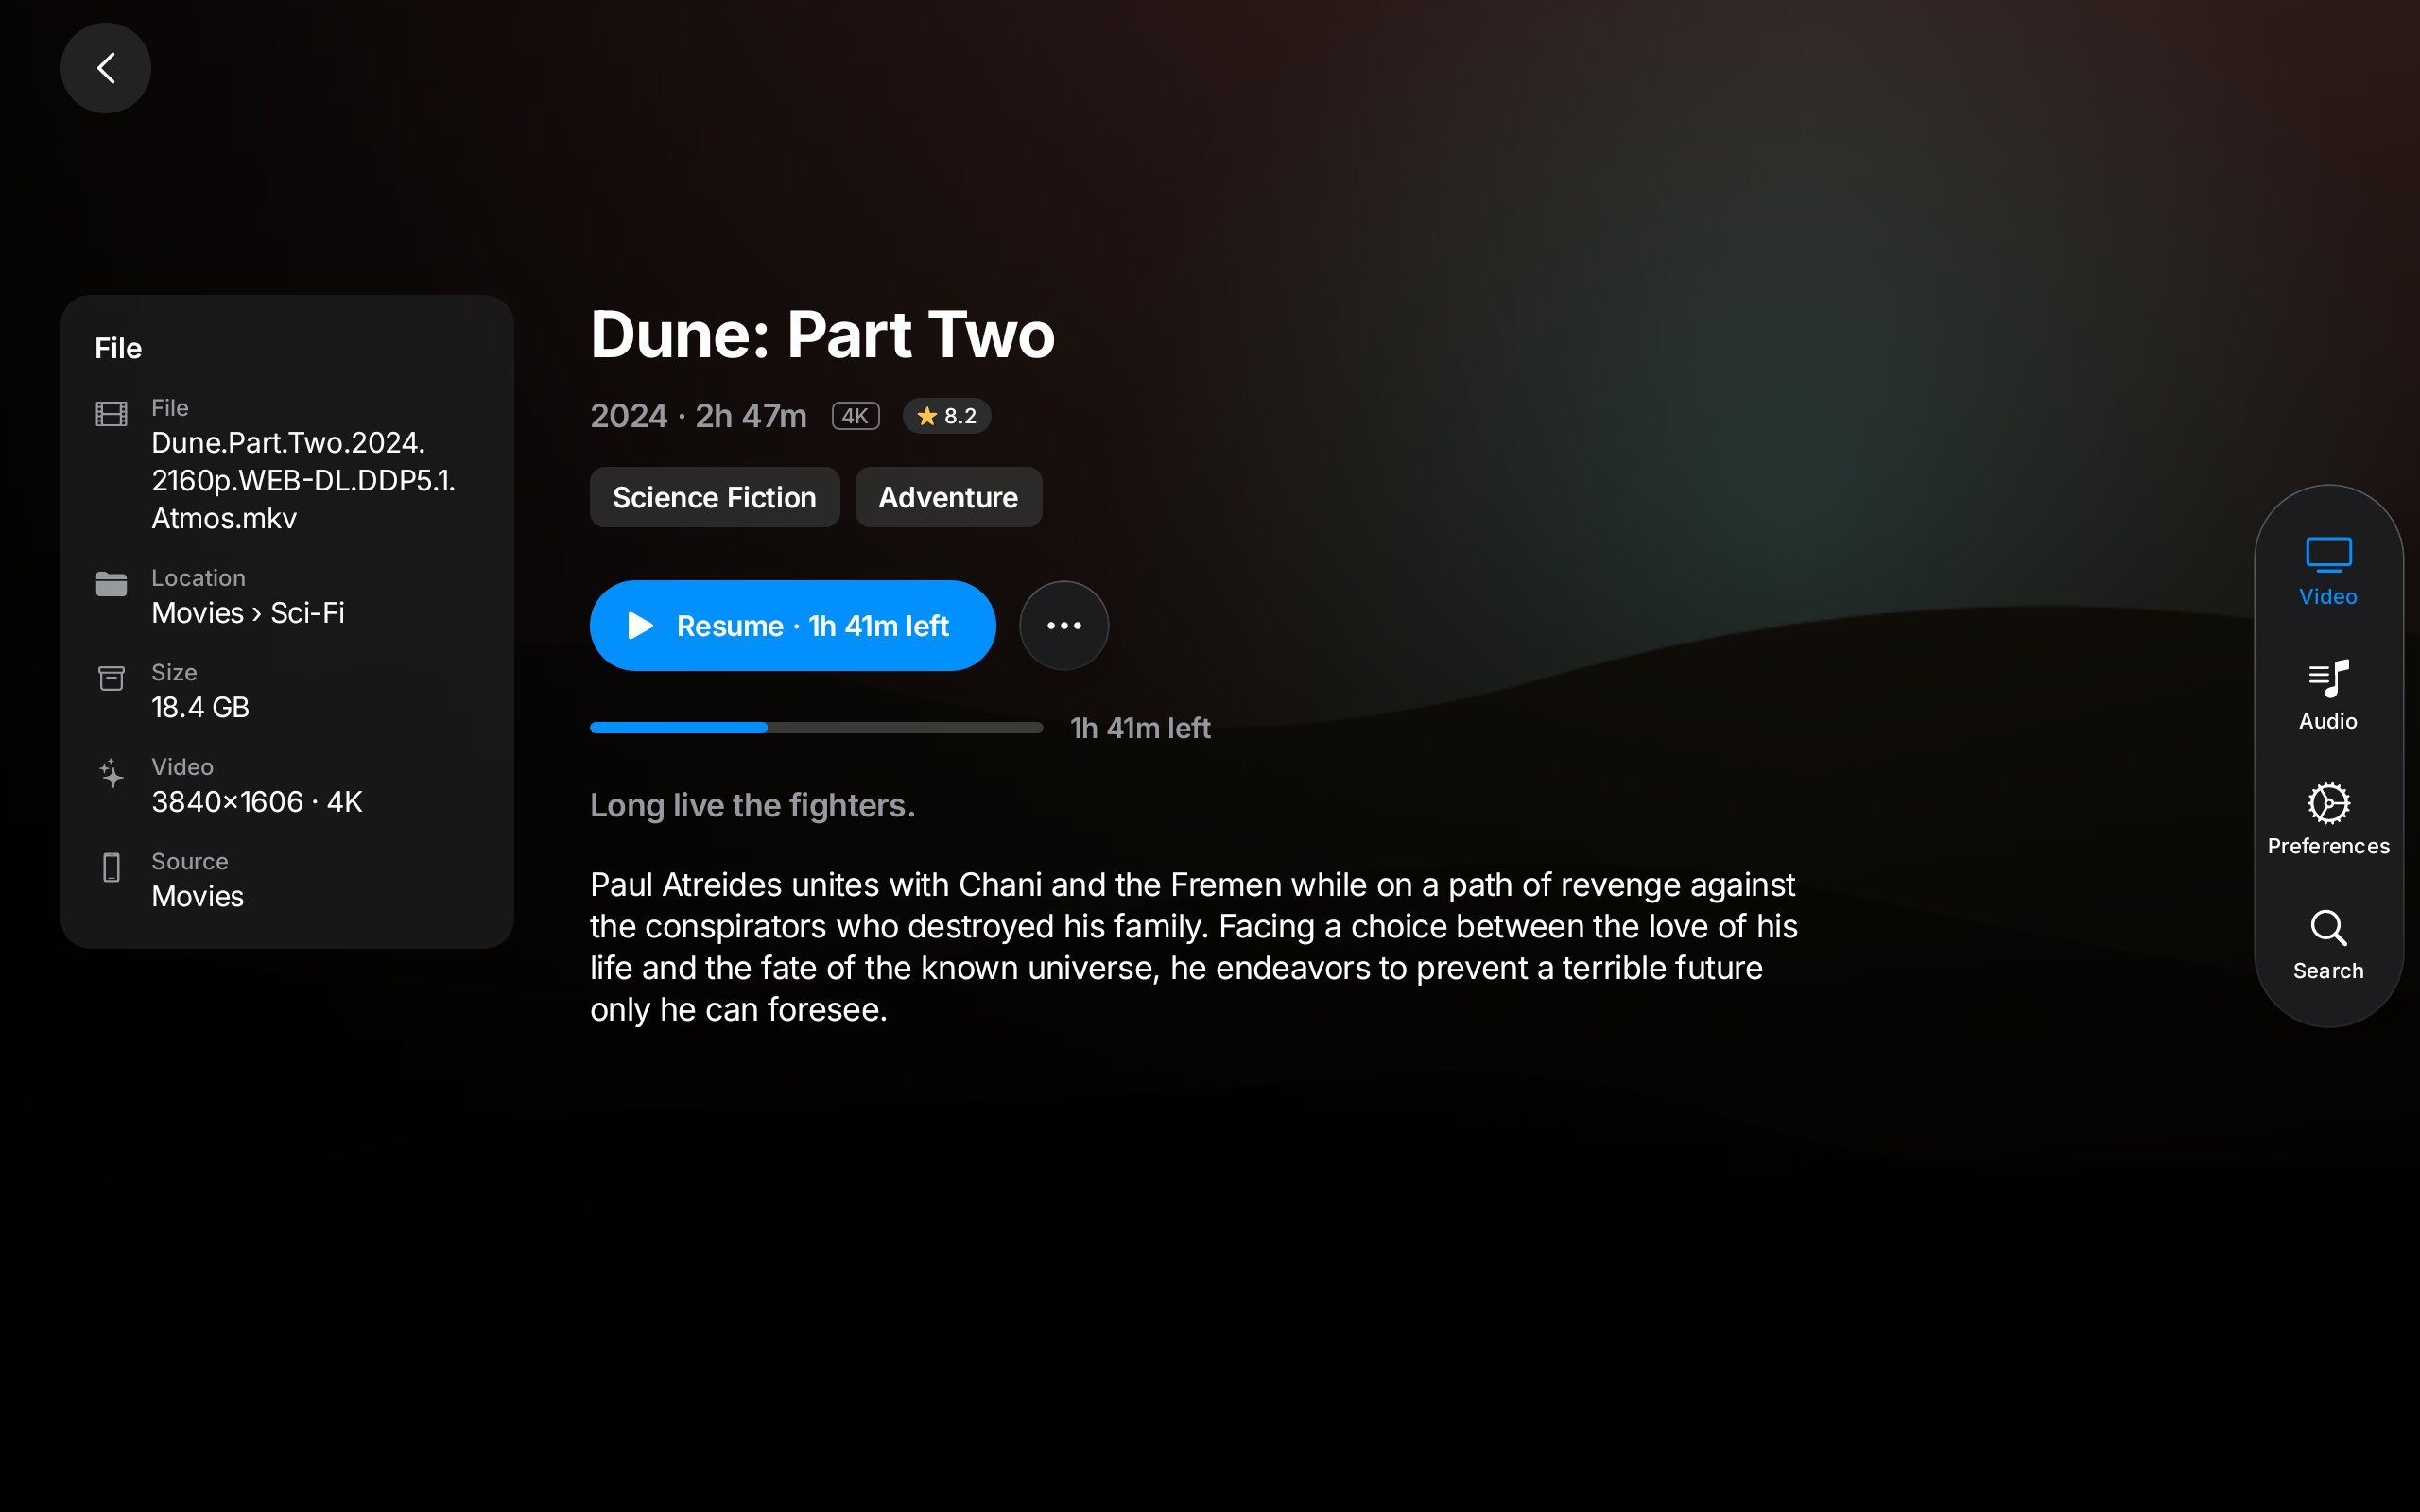 File
File
Dune.Part.Two.2024.
2160p.WEB-DL.DDP5.1.
Atmos.mkv
Location
Movies › Sci-Fi
Size
18.4 GB
Video
3840×1606 · 4K
Source
Movies
Dune: Part Two
2024 · 2h 47m 4K 8.2
Science Fiction Adventure
Resume · 1h 41m left
1h 41m left
Long live the fighters.
Paul Atreides unites with Chani and the Fremen while on a path of revenge against
the conspirators who destroyed his family. Facing a choice between the love of his
life and the fate of the known universe, he endeavors to prevent a terrible future
only he can foresee.
Video
Audio
Preferences
Search